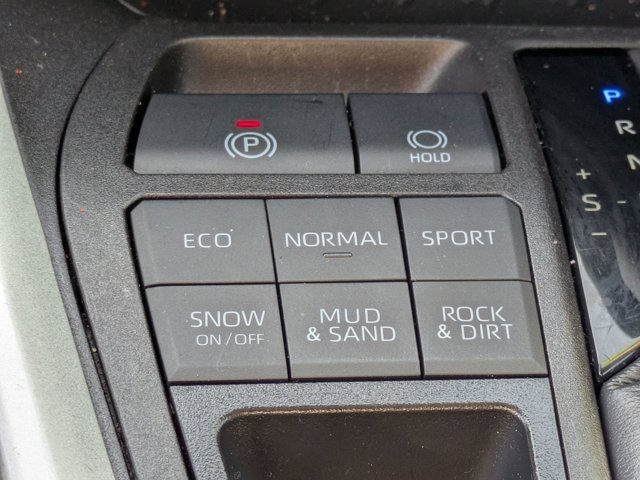 P
HOLD
P
R
N
+
S -
–
ECO
NORMAL
SPORT
SNOW
ON / OFF
MUD
& SAND
ROCK
& DIRT